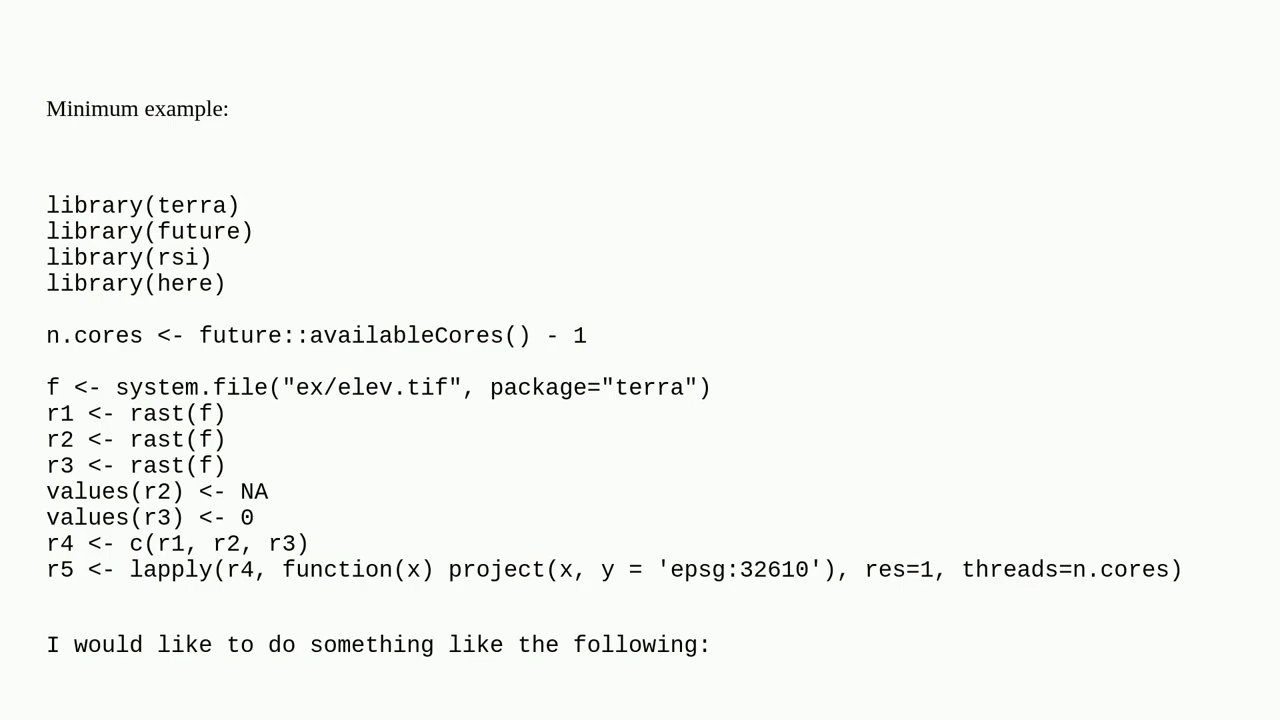 Minimum example:
library(terra)
library(future)
library(rsi)
library(here)
n.cores <- future::availableCores() - 1
f <- system.file("ex/elev.tif", package="terra")
r1 <- rast(f)
r2 <- rast(f)
r3 <- rast(f)
values(r2) <- NA
values(r3) <- 0
r4 <- c(r1, r2, r3)
r5 <- lapply(r4, function(x) project(x, y = 'epsg:32610'), res=1, threads=n.cores)
I would like to do something like the following: